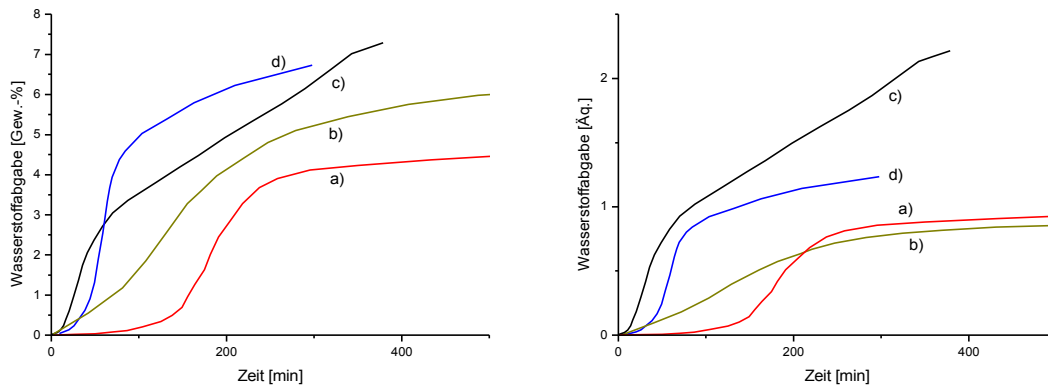 Wasserstoffabgabe [Gew.-%]
8
7
6
5
4
3
2
1
0
d)
c)
b)
a)
0
200
400
Zeit [min]
Wasserstoffabgabe [Äq.]
2
1
0
c)
d)
a)
b)
0
200
400
Zeit [min]